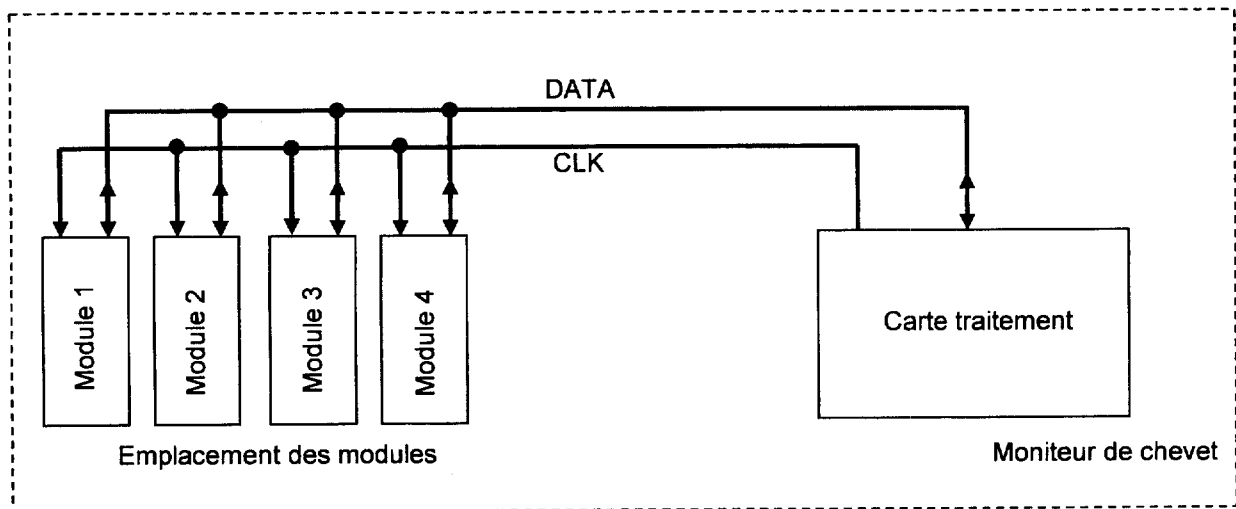 DATA
CLK
Module 1
Module 2
Module 3
Module 4
Carte traitement
Emplacement des modules
Moniteur de chevet